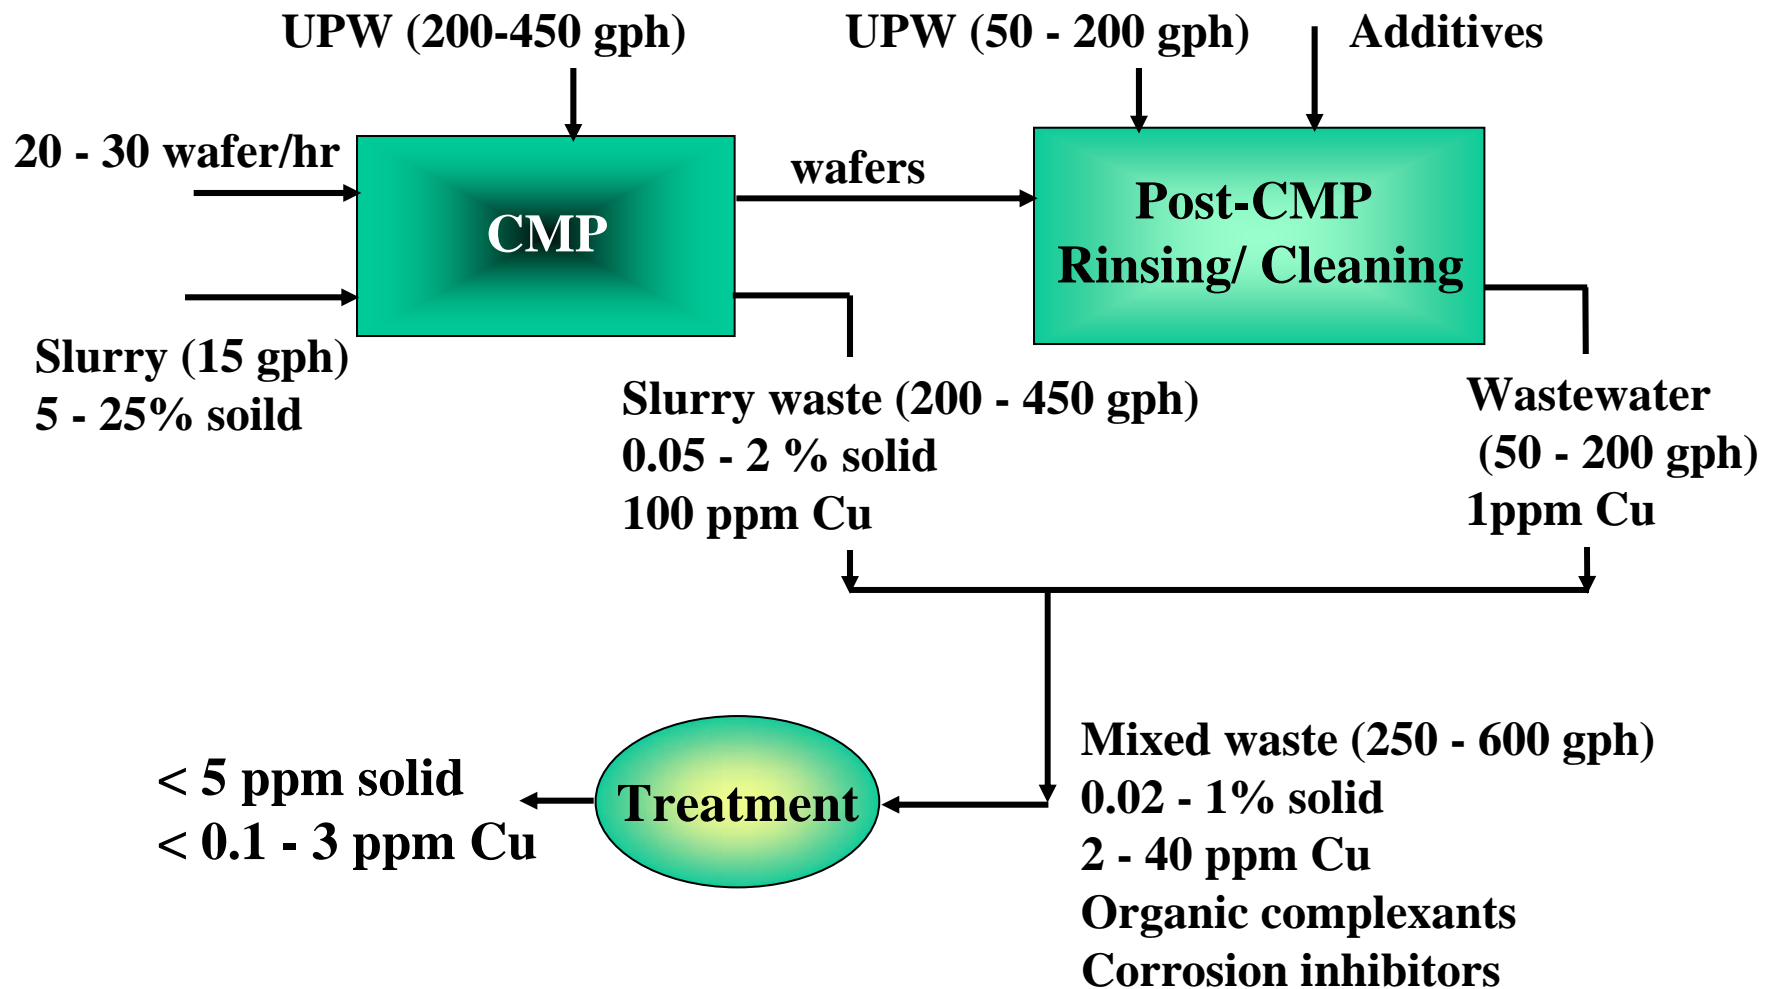 UPW (200-450 gph)
UPW (50 - 200 gph)
Additives
20 - 30 wafer/hr
CMP
wafers
Post-CMP
Rinsing/ Cleaning
Slurry (15 gph)
5 - 25% soild
Slurry waste (200 - 450 gph)
0.05 - 2 % solid
100 ppm Cu
Wastewater
(50 - 200 gph)
1ppm Cu
Mixed waste (250 - 600 gph)
0.02 - 1% solid
2 - 40 ppm Cu
Organic complexants
Corrosion inhibitors
Treatment
< 5 ppm solid
< 0.1 - 3 ppm Cu